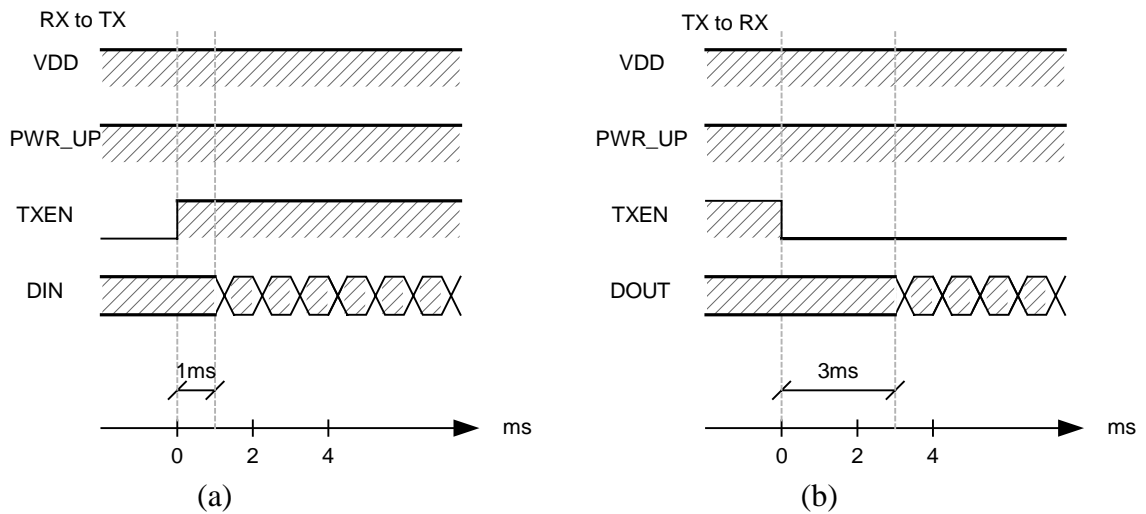 RX to TX
VDD
PWR_UP
TXEN
DIN
1ms
ms
0 2 4
(a)
TX to RX
VDD
PWR_UP
TXEN
DOUT
3ms
ms
0 2 4
(b)